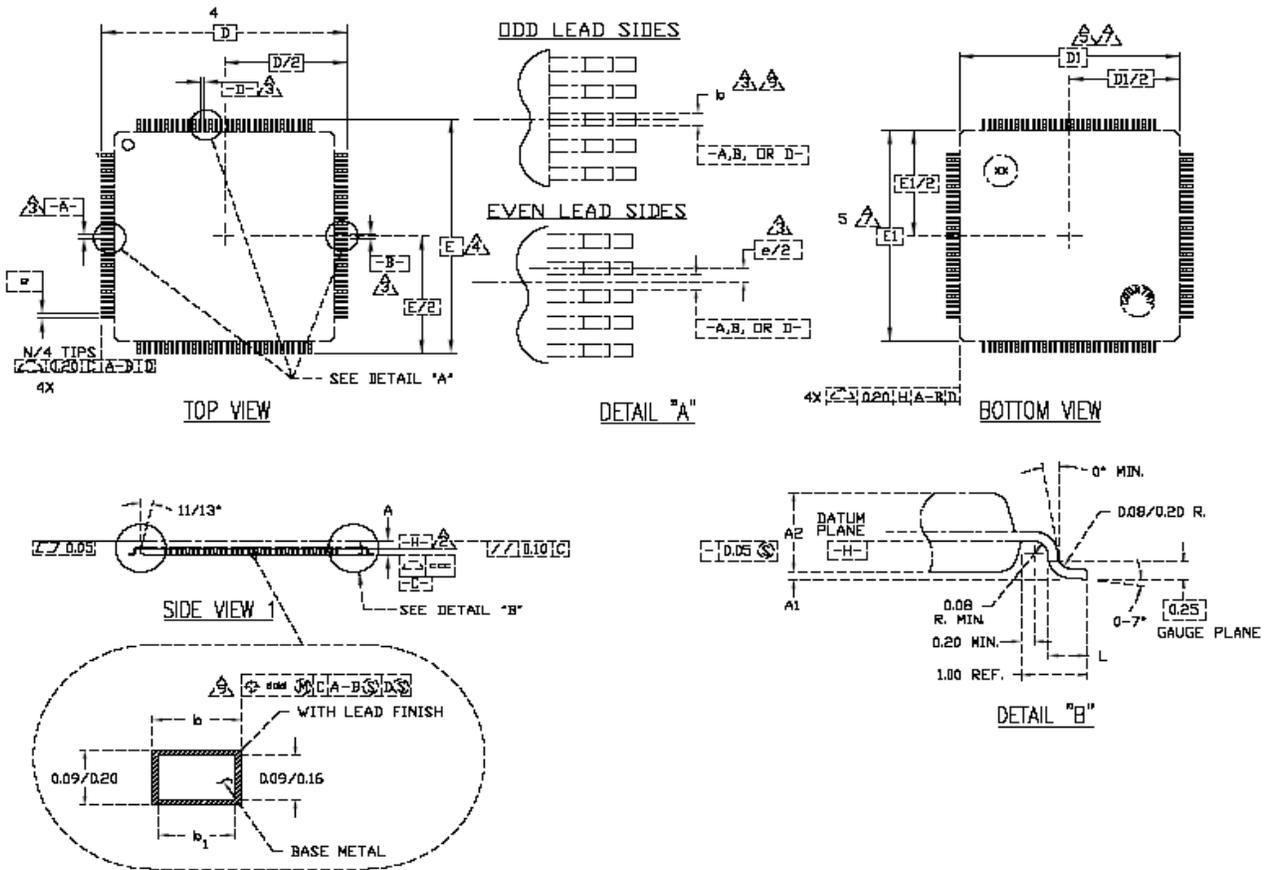 4
D
D/2
-D-
3
ODD LEAD SIDES
b
3
9
-A,B, OR D-
EVEN LEAD SIDES
3
e/2
-A,B, OR D-
DETAIL "A"
3
-A-
e
N/4 TIPS
0.20 C A-B D
4X
E
4
-B-
3
E/2
SEE DETAIL "A"
TOP VIEW
5
7
D1
D1/2
XX
E1/2
5
7
E1
4X 0.20 H A-B D
BOTTOM VIEW
11/13°
A
0.05
-H-
2
-C-
0.10 C
SIDE VIEW 1
SEE DETAIL "B"
9
M C A-B S D S
b
WITH LEAD FINISH
0.09/0.20
0.09/0.16
b1
BASE METAL
0° MIN.
0.08/0.20 R.
A2
DATUM
PLANE
-H-
0.05 S
A1
0.08
R. MIN.
0.20 MIN.
1.00 REF.
L
0-7°
0.25
GAUGE PLANE
DETAIL "B"